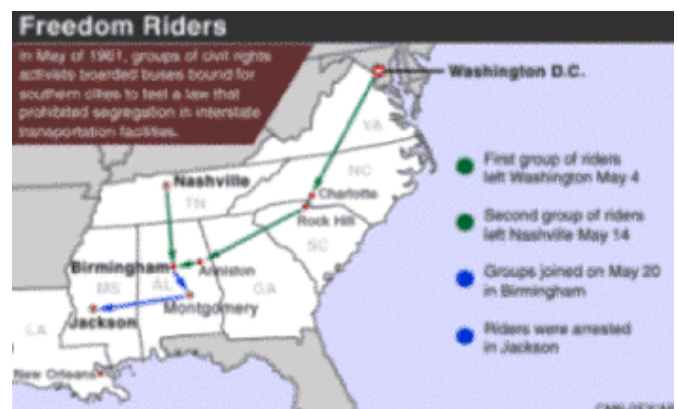 Freedom Riders
In May of 1961, groups of civil rights
activists boarded buses bound for
southern cities to test a law that
prohibited segregation in interstate
transportation facilities.
Washington D.C.
VA
First group of riders
left Washington May 4
NC
Nashville
TN
Charlotte
Rock Hill
Second group of riders
left Nashville May 14
SC
Birmingham
Anniston
Groups joined on May 20
in Birmingham
MS
AL
GA
Montgomery
Jackson
Riders were arrested
in Jackson
LA
New Orleans